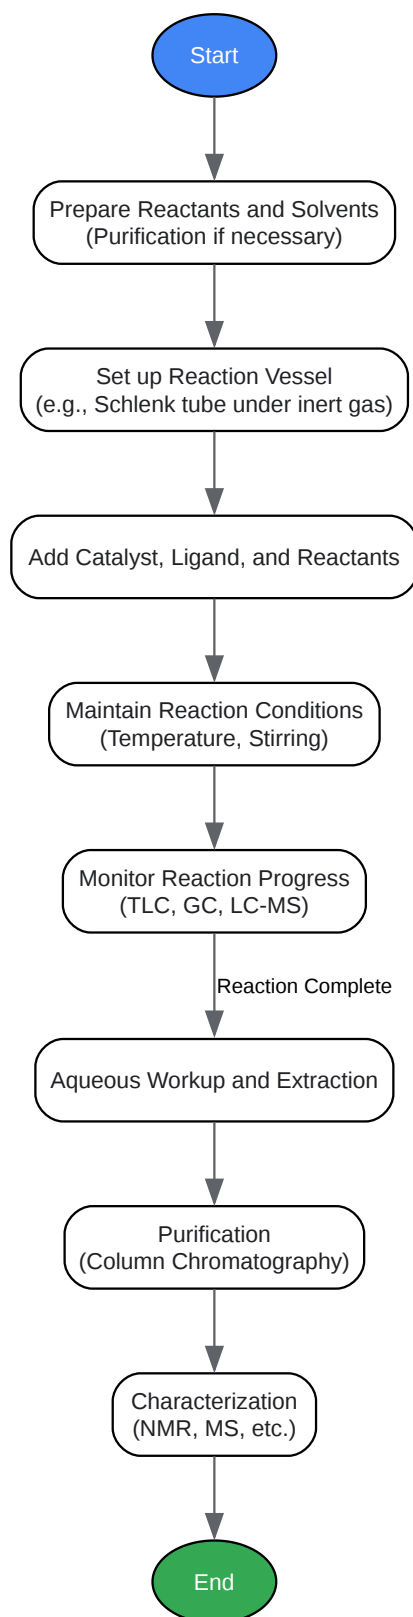 Start
Prepare Reactants and Solvents
(Purification if necessary)
Set up Reaction Vessel
(e.g., Schlenk tube under inert gas)
Add Catalyst, Ligand, and Reactants
Maintain Reaction Conditions
(Temperature, Stirring)
Monitor Reaction Progress
(TLC, GC, LC-MS)
Reaction Complete
Aqueous Workup and Extraction
Purification
(Column Chromatography)
Characterization
(NMR, MS, etc.)
End